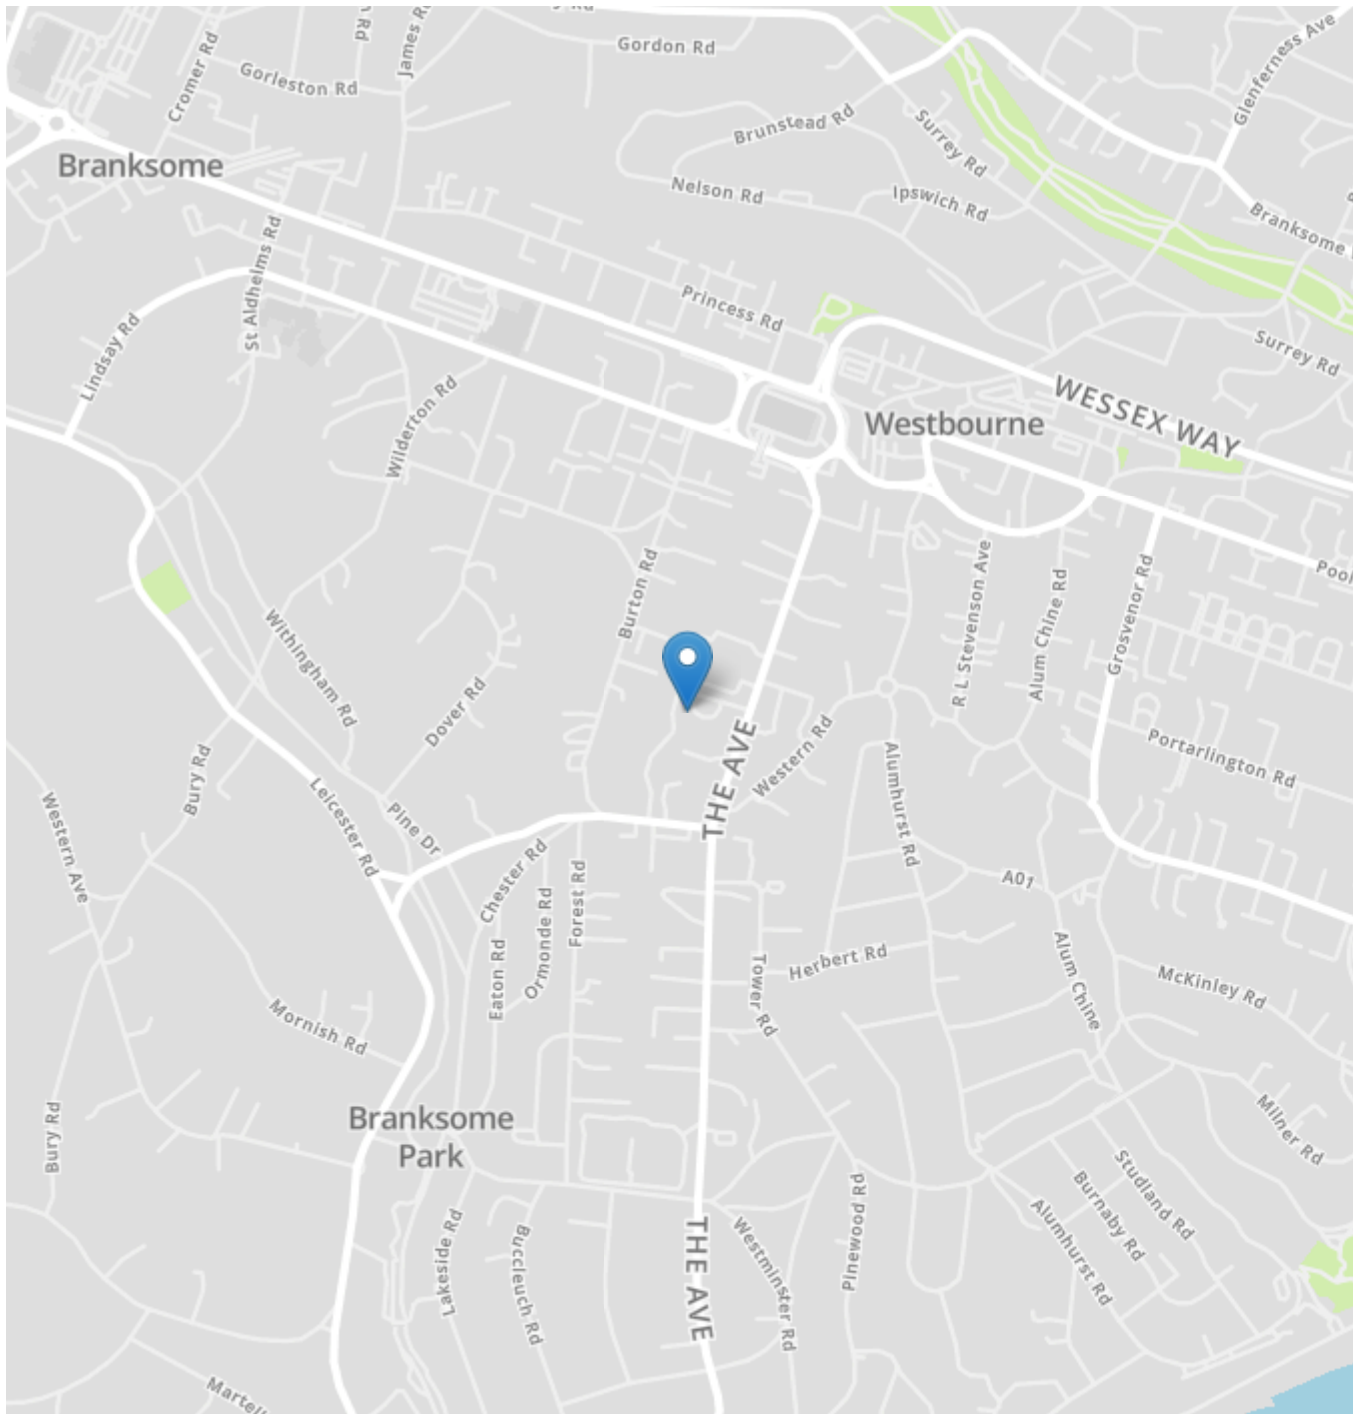 Gordon Rd
Glenferness Ave
James Rd
Cromer Rd
Gorleston Rd
Brunstead Rd
Surrey Rd
Branksome
Nelson Rd
Ipswich Rd
Branksome
St Aldhelms Rd
Princess Rd
Lindsay Rd
Surrey Rd
Wilderton Rd
WESSEX WAY
Westbourne
Burton Rd
R L Stevenson Ave
Alum Chine Rd
Grosvenor Rd
Pool
Withingham Rd
Dover Rd
THE AVE
Western Rd
Portarlington Rd
Bury Rd
Alumhurst Rd
Leicester Rd
Pine Dr
Western Ave
Chester Rd
Forest Rd
Ormonde Rd
Eaton Rd
A01
Herbert Rd
Tower Rd
Alum Chine
McKinley Rd
Mornish Rd
Branksome
Park
Bury Rd
Milner Rd
Studland Rd
Burnaby Rd
Alumhurst Rd
Pinewood Rd
Lakeside Rd
Buccleuch Rd
THE AVE
Westminster Rd
Martell